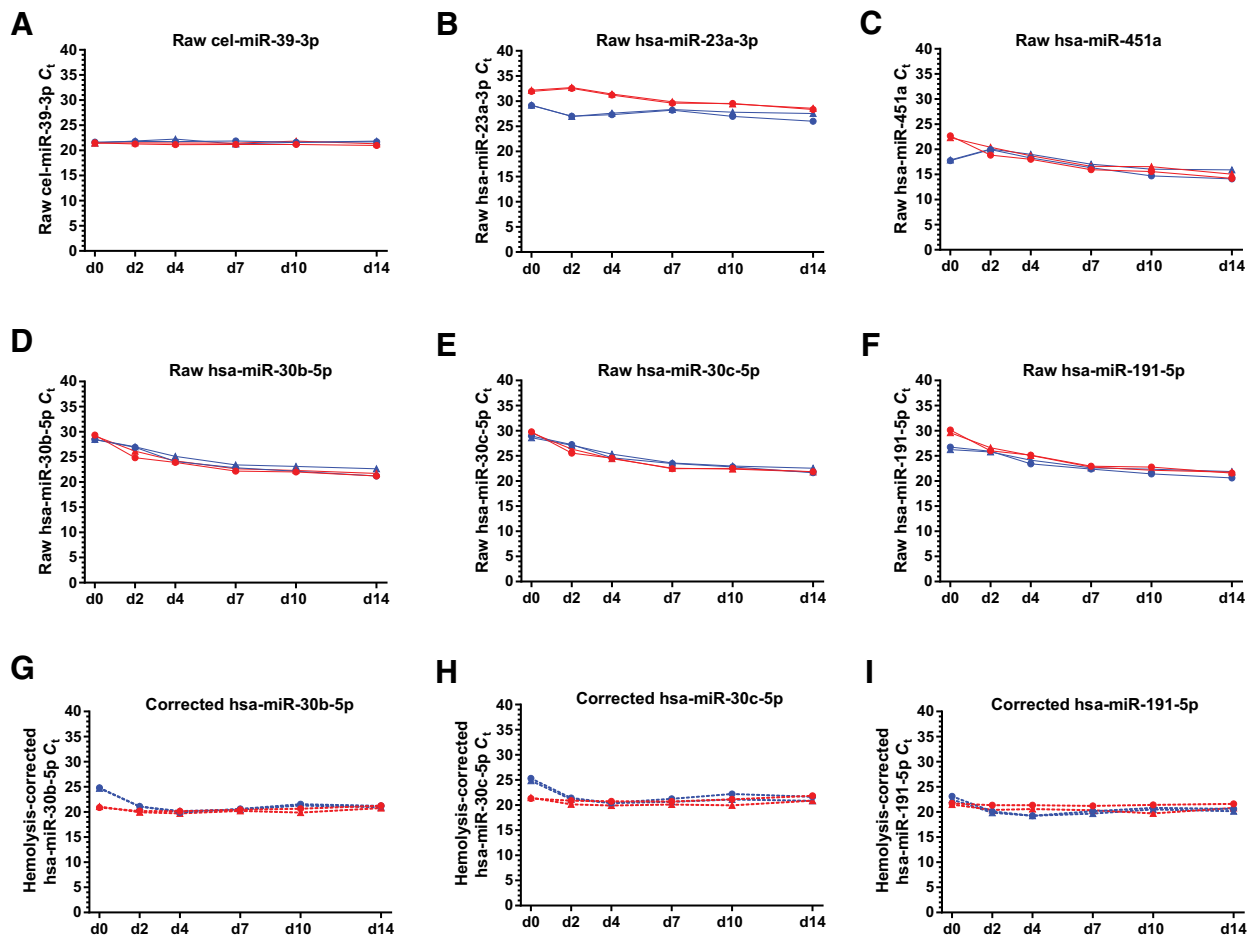 A
Raw cel-miR-39-3p
Raw cel-miR-39-3p Ct
40
35
30
25
20
15
10
5
0
d0 d2 d4 d7 d10 d14
B
Raw hsa-miR-23a-3p
Raw hsa-miR-23a-3p Ct
40
35
30
25
20
15
10
5
0
d0 d2 d4 d7 d10 d14
C
Raw hsa-miR-451a
Raw hsa-miR-451a Ct
40
35
30
25
20
15
10
5
0
d0 d2 d4 d7 d10 d14
D
Raw hsa-miR-30b-5p
Raw hsa-miR-30b-5p Ct
40
35
30
25
20
15
10
5
0
d0 d2 d4 d7 d10 d14
E
Raw hsa-miR-30c-5p
Raw hsa-miR-30c-5p Ct
40
35
30
25
20
15
10
5
0
d0 d2 d4 d7 d10 d14
F
Raw hsa-miR-191-5p
Raw hsa-miR-191-5p Ct
40
35
30
25
20
15
10
5
0
d0 d2 d4 d7 d10 d14
G
Corrected hsa-miR-30b-5p
Hemolysis-corrected
hsa-miR-30b-5p Ct
40
35
30
25
20
15
10
5
0
d0 d2 d4 d7 d10 d14
H
Corrected hsa-miR-30c-5p
Hemolysis-corrected
hsa-miR-30c-5p Ct
40
35
30
25
20
15
10
5
0
d0 d2 d4 d7 d10 d14
I
Corrected hsa-miR-191-5p
Hemolysis-corrected
hsa-miR-191-5p Ct
40
35
30
25
20
15
10
5
0
d0 d2 d4 d7 d10 d14